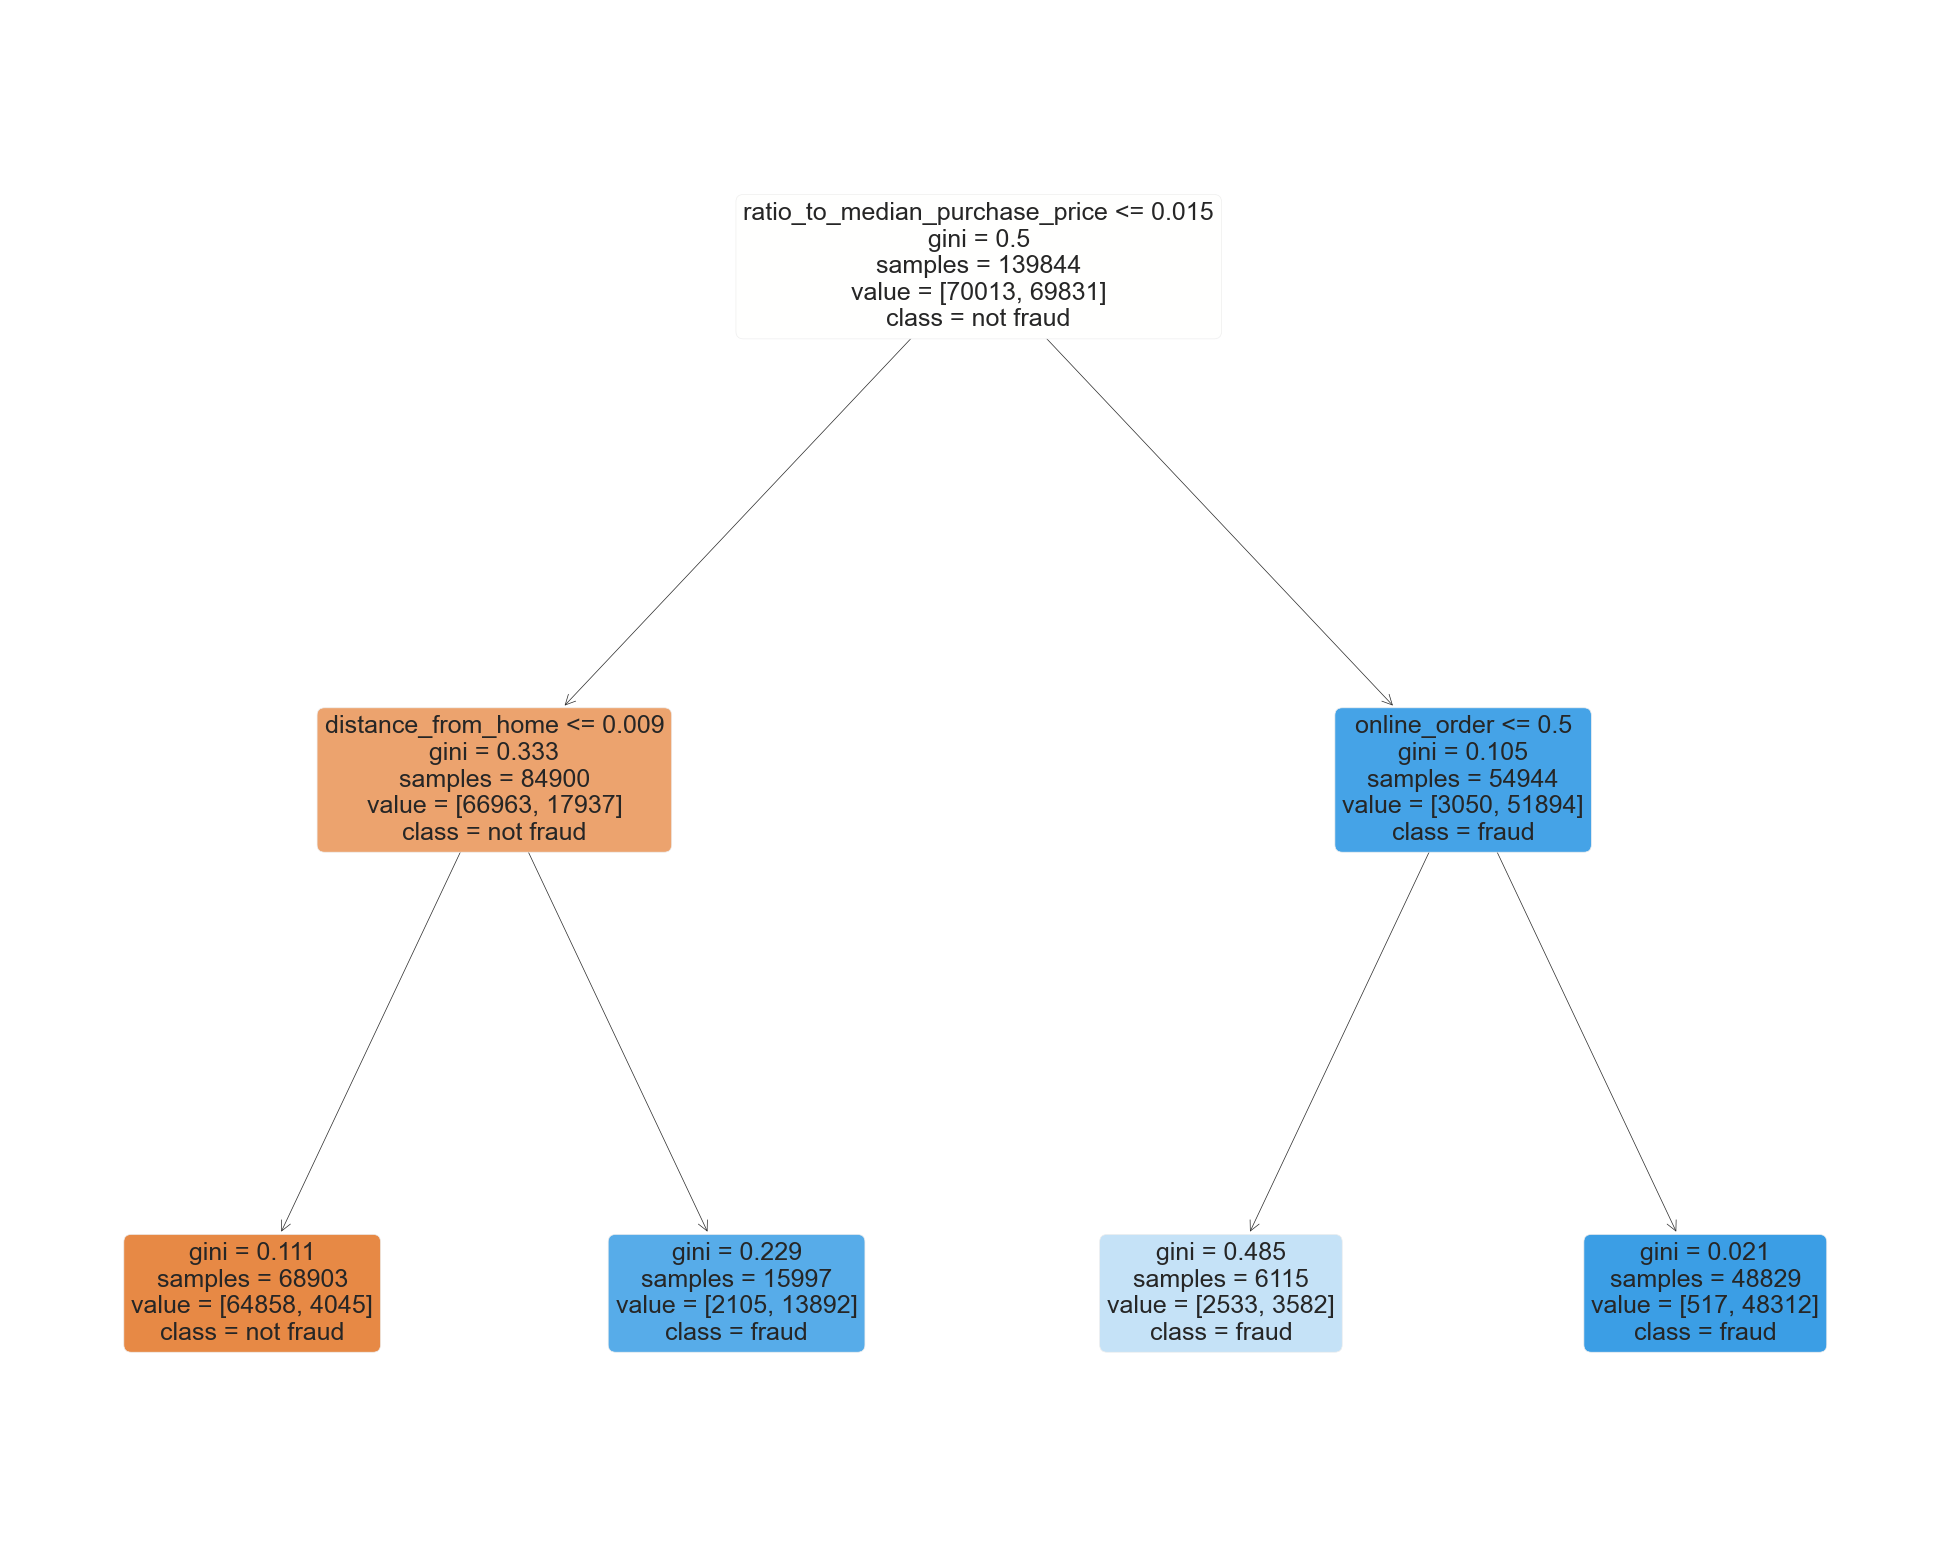 ratio_to_median_purchase_price <= 0.015
gini = 0.5
samples = 139844
value = [70013, 69831]
class = not fraud
distance_from_home <= 0.009
gini = 0.333
samples = 84900
value = [66963, 17937]
class = not fraud
online_order <= 0.5
gini = 0.105
samples = 54944
value = [3050, 51894]
class = fraud
gini = 0.111
samples = 68903
value = [64858, 4045]
class = not fraud
gini = 0.229
samples = 15997
value = [2105, 13892]
class = fraud
gini = 0.485
samples = 6115
value = [2533, 3582]
class = fraud
gini = 0.021
samples = 48829
value = [517, 48312]
class = fraud